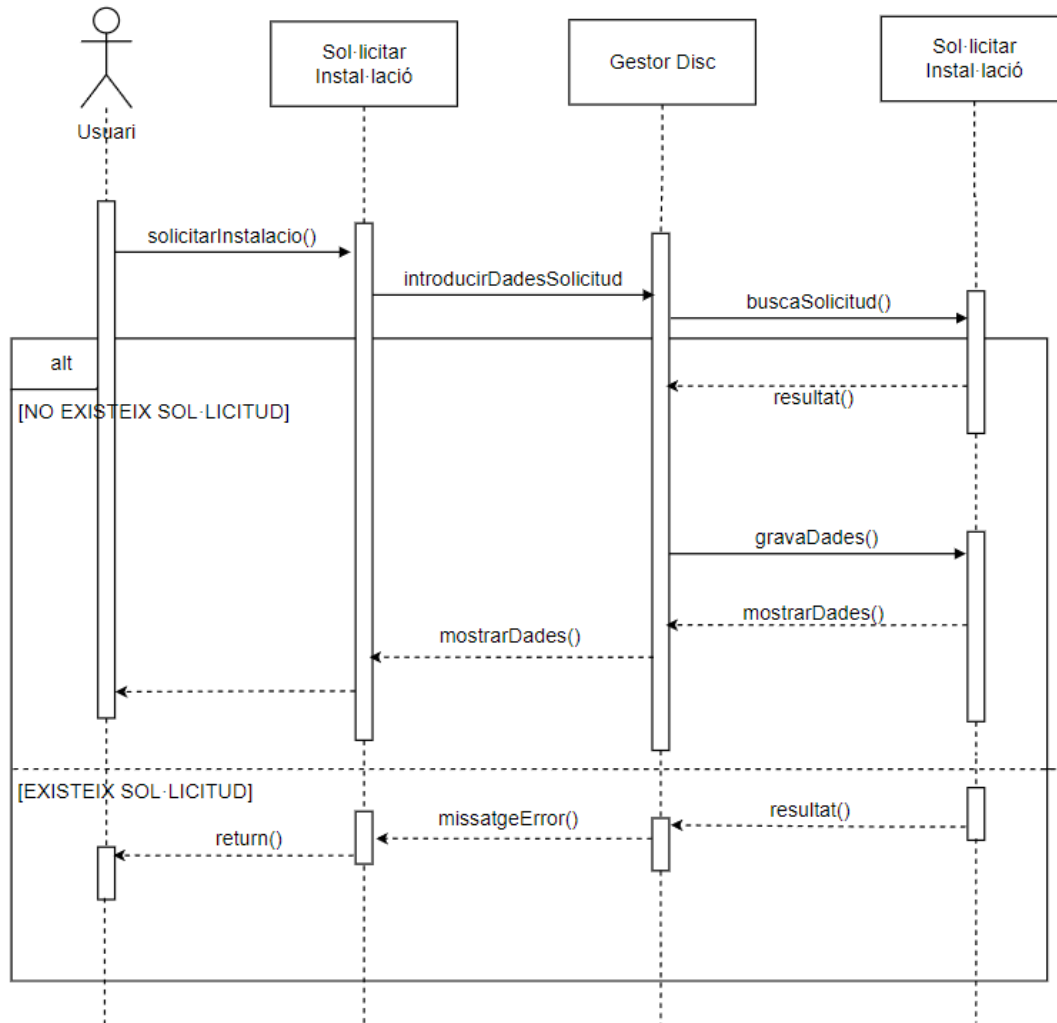 Usuari
Sol·licitar
Instal·lació
Gestor Disc
Sol·licitar
Instal·lació
solicitarInstalacio()
introducirDadesSolicitud
buscaSolicitud()
alt
resultat()
[NO EXISTEIX SOL·LICITUD]
gravaDades()
mostrarDades()
mostrarDades()
[EXISTEIX SOL·LICITUD]
resultat()
missatgeError()
return()